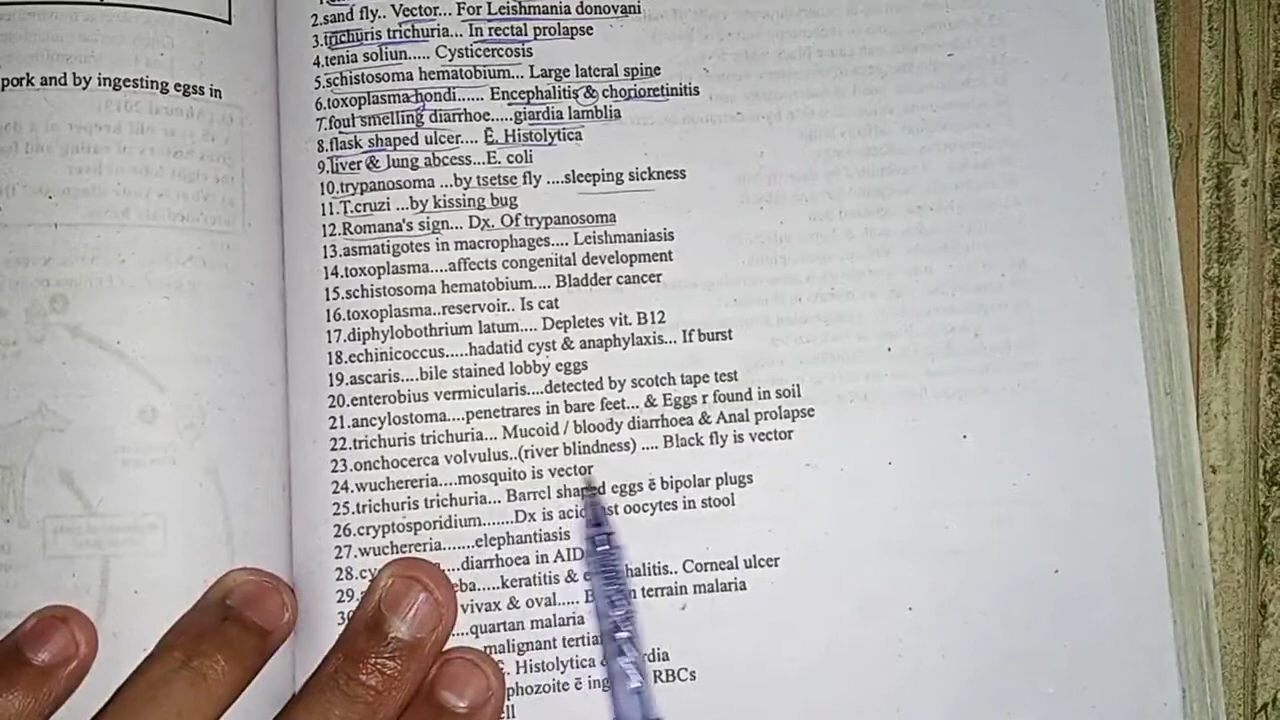 pork and by ingesting egss in
2.sand fly.. Vector... For Leishmania donovani
3.trichuris trichuria... In rectal prolapse
4.tenia soliun..... Cysticercosis
5.schistosoma hematobium... Large lateral spine
6.toxoplasma hondi...... Encephalitis & chorioretinitis
7.foul smelling diarrhoe.....giardia lamblia
8.flask shaped ulcer.... E. Histolytica
9.liver & lung abcess...E. coli
10.trypanosoma ...by tsetse fly ....sleeping sickness
11.T.cruzi ...by kissing bug
12.Romana's sign... Dx. Of trypanosoma
13.asmatigotes in macrophages.... Leishmaniasis
14.toxoplasma....affects congenital development
15.schistosoma hematobium.... Bladder cancer
16.toxoplasma..reservoir.. Is cat
17.diphylobothrium latum.... Depletes vit. B12
18.echinicoccus.....hadatid cyst & anaphylaxis... If burst
19.ascaris....bile stained lobby eggs
20.enterobius vermicularis....detected by scotch tape test
21.ancylostoma....penetrares in bare feet... & Eggs r found in soil
22.trichuris trichuria... Mucoid / bloody diarrhoea & Anal prolapse
23.onchocerca volvulus..(river blindness) .... Black fly is vector
24.wuchereria....mosquito is vector
25.trichuris trichuria... Barrel shaped eggs ē bipolar plugs
26.cryptosporidium.......Dx is acid oocytes in stool
27.wuchereria.......elephantiasis
28. ....diarrhoea in
29. .....keratitis & .. Corneal ulcer
vivax & oval..... terrain malaria
....quartan malaria
malignant
Histolytica
ē RBCs